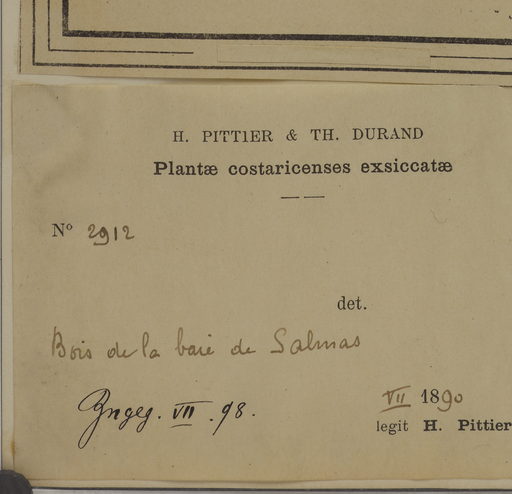 H. PITTIER & TH. DURAND
Plantæ costaricenses exsiccatæ
Nº 2912
det.
Bois de la baie de Salinas
Zngeg. VII. 98.
VII 1890
legit H. Pittier